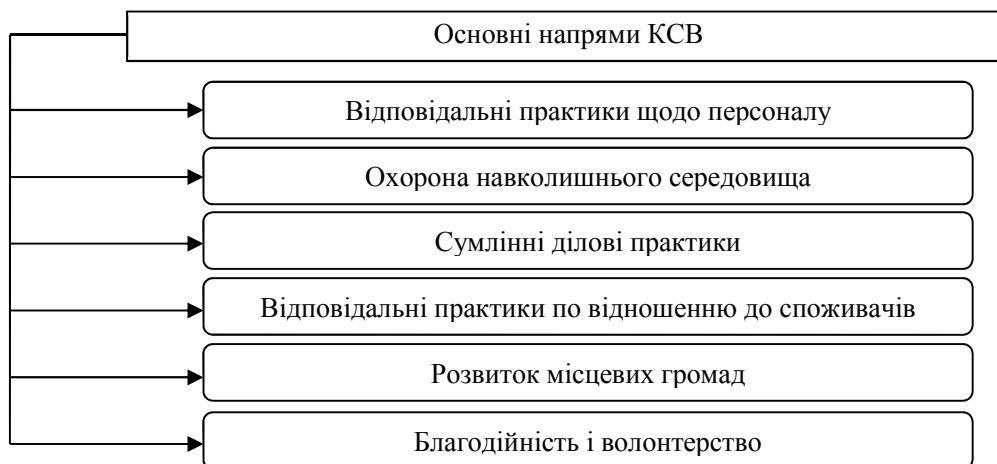 Основні напрями КСВ
Відповідальні практики щодо персоналу
Охорона навколишнього середовища
Сумлінні ділові практики
Відповідальні практики по відношенню до споживачів
Розвиток місцевих громад
Благодійність і волонтерство